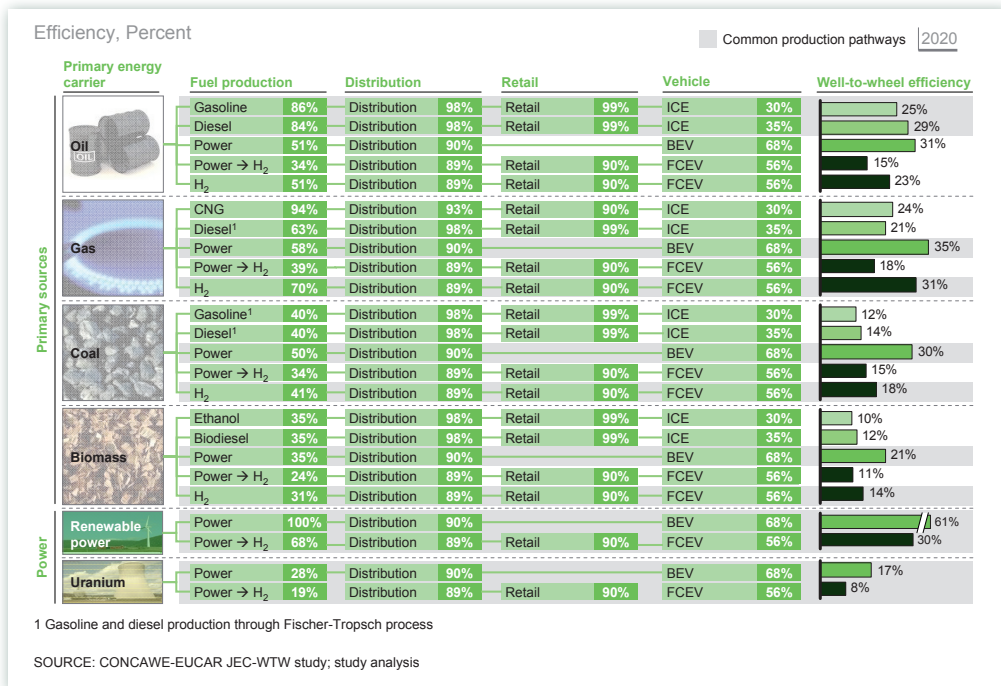 Efficiency, Percent
Common production pathways 2020
Primary energy
carrier Fuel production Distribution Retail Vehicle Well-to-wheel efficiency
Primary sources
Oil
OIL
Gasoline 86% Distribution 98% Retail 99% ICE 30% 25%
Diesel 84% Distribution 98% Retail 99% ICE 35% 29%
Power 51% Distribution 90% BEV 68% 31%
Power → H₂ 34% Distribution 89% Retail 90% FCEV 56% 15%
H₂ 51% Distribution 89% Retail 90% FCEV 56% 23%
Gas
CNG 94% Distribution 93% Retail 90% ICE 30% 24%
Diesel¹ 63% Distribution 98% Retail 99% ICE 35% 21%
Power 58% Distribution 90% BEV 68% 35%
Power → H₂ 39% Distribution 89% Retail 90% FCEV 56% 18%
H₂ 70% Distribution 89% Retail 90% FCEV 56% 31%
Coal
Gasoline¹ 40% Distribution 98% Retail 99% ICE 30% 12%
Diesel¹ 40% Distribution 98% Retail 99% ICE 35% 14%
Power 50% Distribution 90% BEV 68% 30%
Power → H₂ 34% Distribution 89% Retail 90% FCEV 56% 15%
H₂ 41% Distribution 89% Retail 90% FCEV 56% 18%
Biomass
Ethanol 35% Distribution 98% Retail 99% ICE 30% 10%
Biodiesel 35% Distribution 98% Retail 99% ICE 35% 12%
Power 35% Distribution 90% BEV 68% 21%
Power → H₂ 24% Distribution 89% Retail 90% FCEV 56% 11%
H₂ 31% Distribution 89% Retail 90% FCEV 56% 14%
Power
Renewable
power
Power 100% Distribution 90% BEV 68% 61%
Power → H₂ 68% Distribution 89% Retail 90% FCEV 56% 30%
Uranium
Power 28% Distribution 90% BEV 68% 17%
Power → H₂ 19% Distribution 89% Retail 90% FCEV 56% 8%
1 Gasoline and diesel production through Fischer-Tropsch process
SOURCE: CONCAWE-EUCAR JEC-WTW study; study analysis